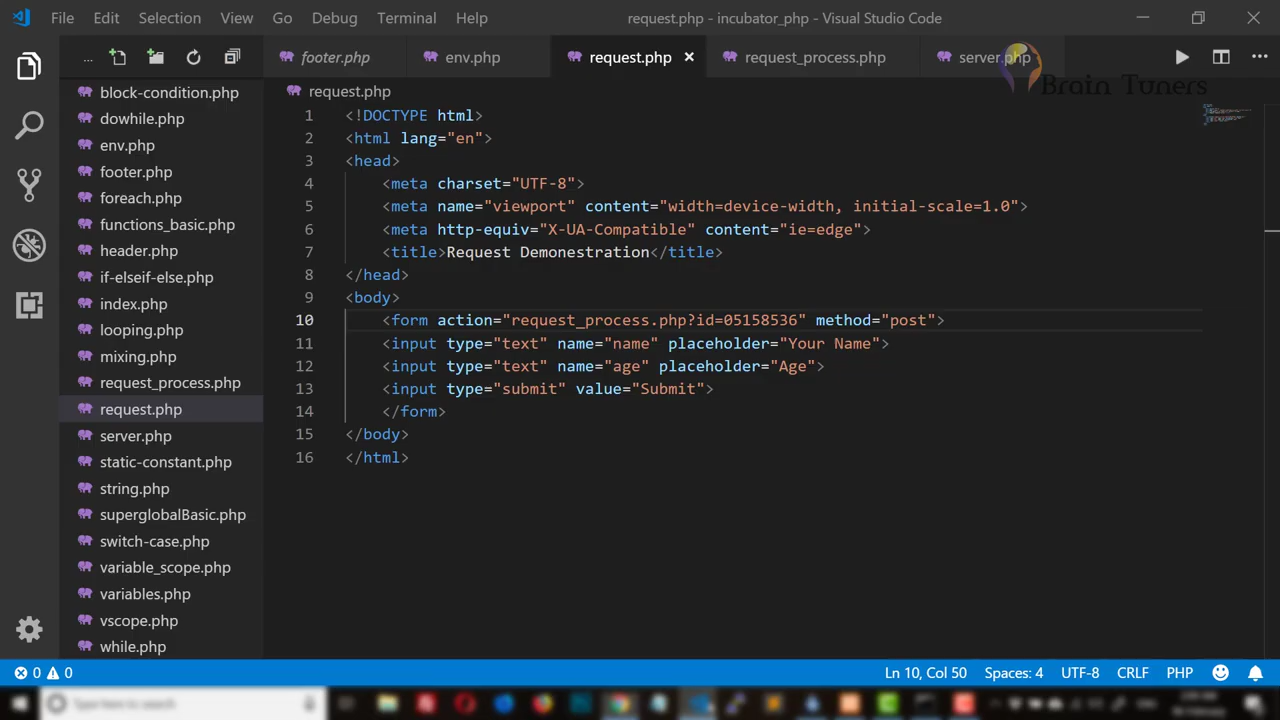 File Edit Selection View Go Debug Terminal Help request.php - incubator_php - Visual Studio Code
... footer.php env.php request.php request_process.php server.php
Brain Tuners
block-condition.php
dowhile.php
env.php
footer.php
foreach.php
functions_basic.php
header.php
if-elseif-else.php
index.php
looping.php
mixing.php
request_process.php
request.php
server.php
static-constant.php
string.php
superglobalBasic.php
switch-case.php
variable_scope.php
variables.php
vscope.php
while.php
request.php
1 <!DOCTYPE html>
2 <html lang="en">
3 <head>
4 <meta charset="UTF-8">
5 <meta name="viewport" content="width=device-width, initial-scale=1.0">
6 <meta http-equiv="X-UA-Compatible" content="ie=edge">
7 <title>Request Demonestration</title>
8 </head>
9 <body>
10 <form action="request_process.php?id=05158536" method="post">
11 <input type="text" name="name" placeholder="Your Name">
12 <input type="text" name="age" placeholder="Age">
13 <input type="submit" value="Submit">
14 </form>
15 </body>
16 </html>
0 0 Ln 10, Col 50 Spaces: 4 UTF-8 CRLF PHP
Type here to search